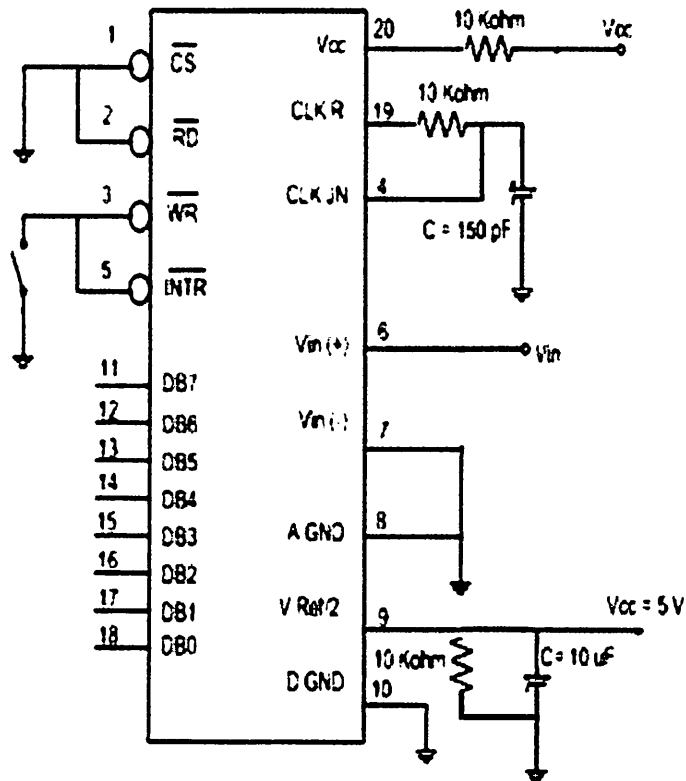 10 Kohm
1 CS Vcc 20 Vcc
10 Kohm
2 RD CLK R 19
3 WR CLK IN 4
C = 150 pF
5 INTR
Vin (+) 6 Vin
11 DB7
12 DB6 Vin (-) 7
13 DB5
14 DB4
15 DB3 A GND 8
16 DB2
17 DB1 V Ref/2 9 Vcc = 5 V
18 DB0
10 Kohm C = 10 uF
D GND 10